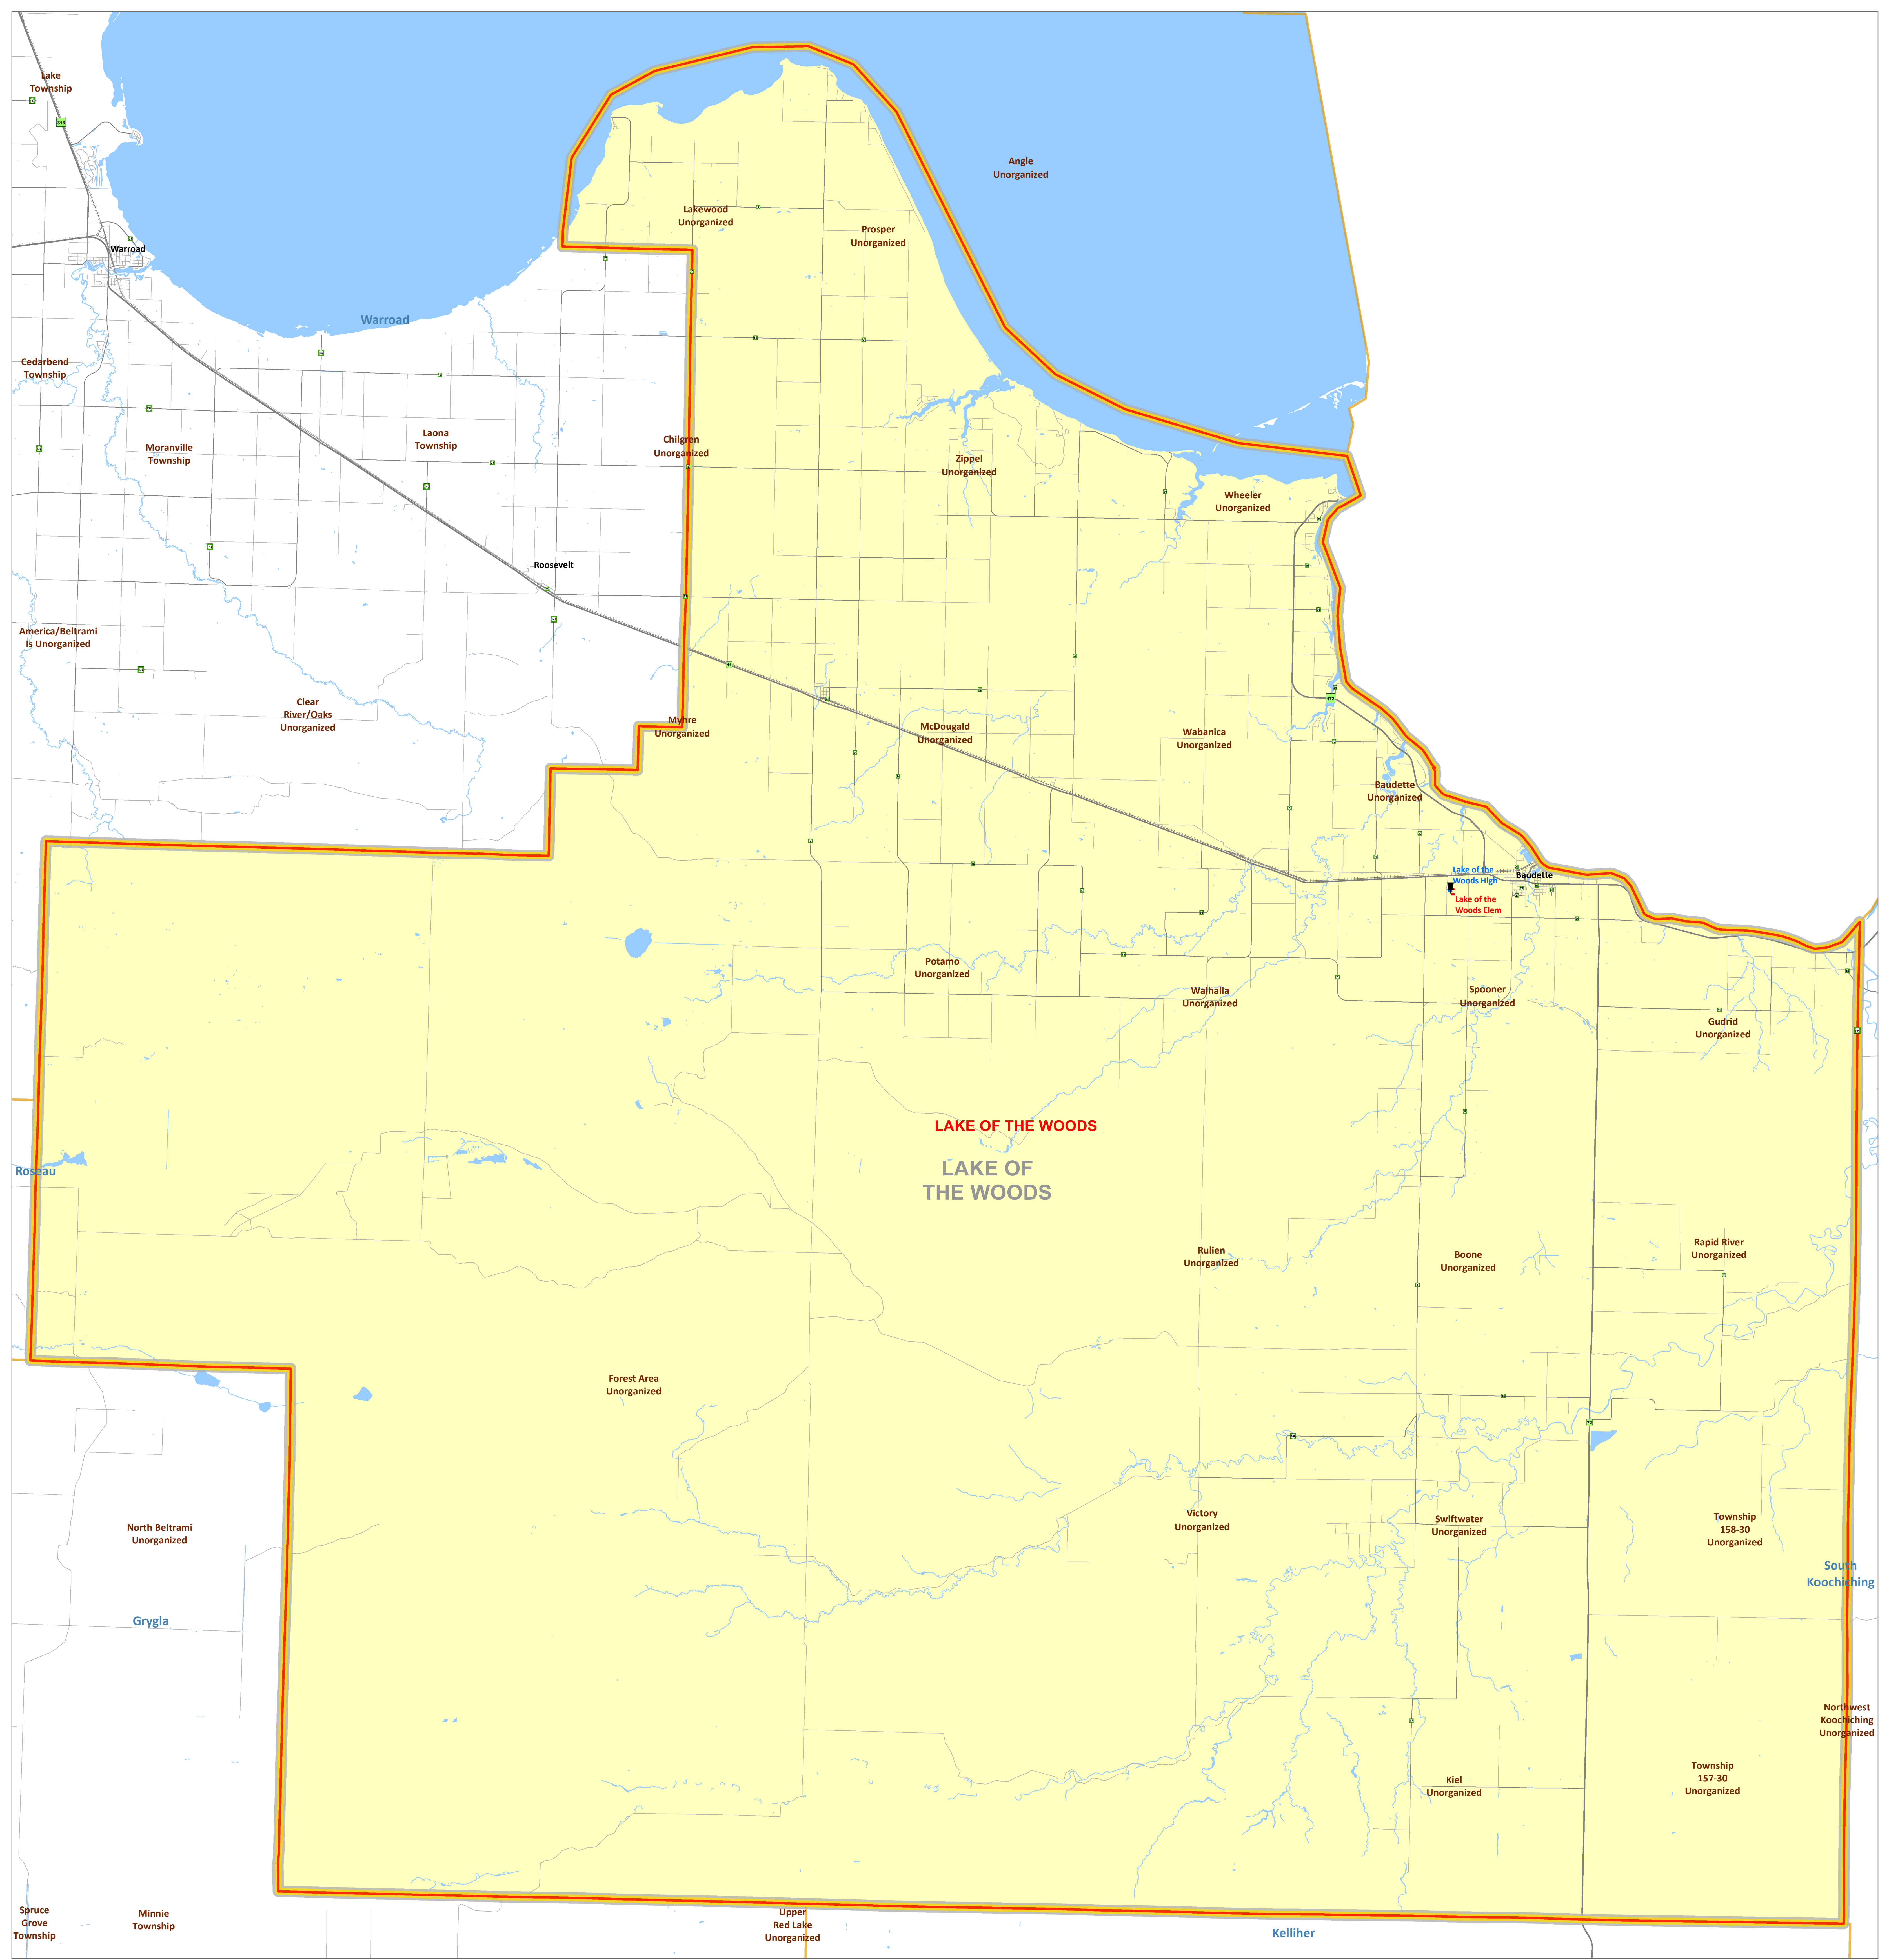 Lake
Township
313
Angle
Unorganized
Lakewood
Unorganized
Prosper
Unorganized
Warroad
Warroad
Cedarbend
Township
Laona
Township
Moranville
Township
Chilgren
Unorganized
Zippel
Unorganized
Wheeler
Unorganized
Roosevelt
America/Beltrami
Is Unorganized
11
172
Clear
River/Oaks
Unorganized
Myhre
Unorganized
McDougald
Unorganized
Wabanica
Unorganized
Baudette
Unorganized
Lake of the
Woods High
Baudette
Lake of the
Woods Elem
Potamo
Unorganized
Walhalla
Unorganized
Spooner
Unorganized
Gudrid
Unorganized
LAKE OF THE WOODS
LAKE OF
THE WOODS
Roseau
Rulien
Unorganized
Boone
Unorganized
Rapid River
Unorganized
Forest Area
Unorganized
72
North Beltrami
Unorganized
Victory
Unorganized
Swiftwater
Unorganized
Township
158-30
Unorganized
South
Koochiching
Grygla
Northwest
Koochiching
Unorganized
Kiel
Unorganized
Township
157-30
Unorganized
Spruce
Grove
Township
Minnie
Township
Upper
Red Lake
Unorganized
Kelliher